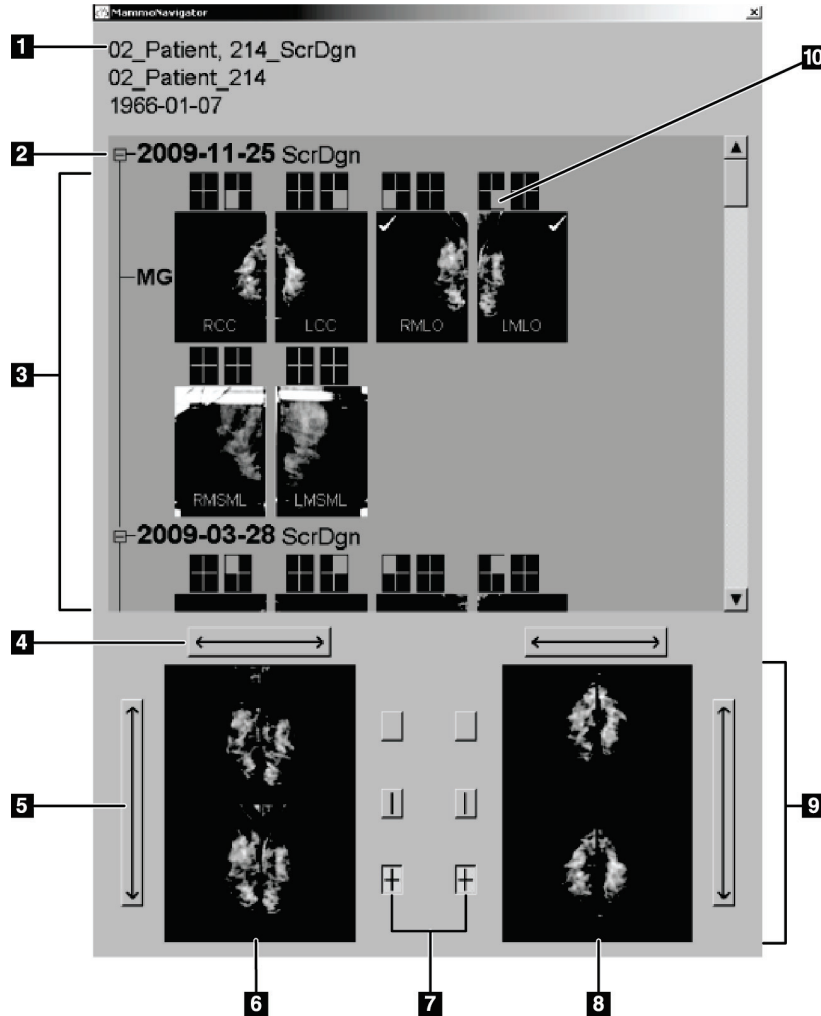 MammoNavigator
1
02_Patient, 214_ScrDgn
02_Patient_214
1966-01-07
10
2
2009-11-25 ScrDgn
3
MG
RCC LCC RMLO LMLO
RMSML LMSML
2009-03-28 ScrDgn
4
5
9
6 7 8